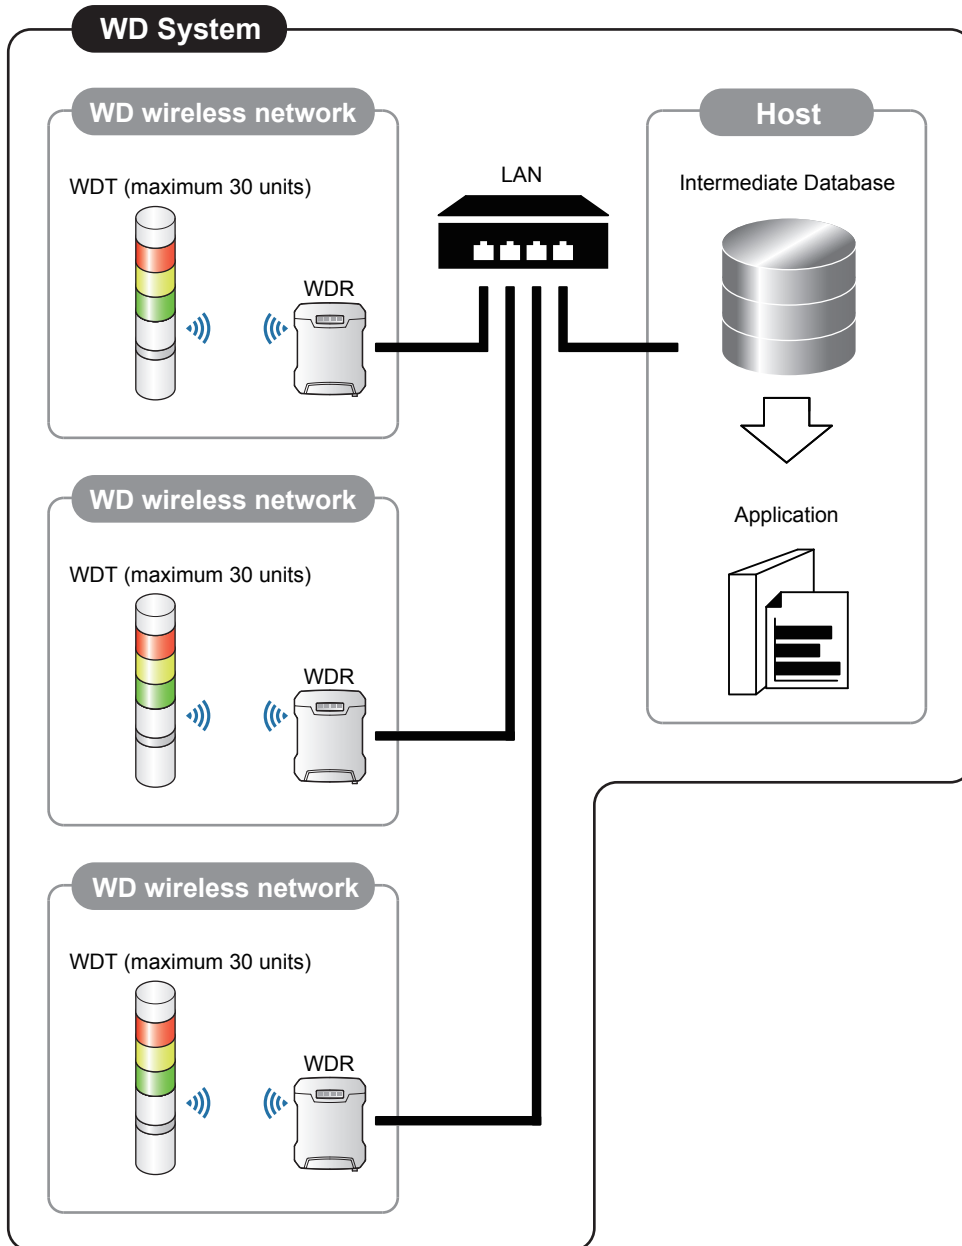 WD System
WD wireless network
WDT (maximum 30 units)
WDR
LAN
Host
Intermediate Database
Application
WD wireless network
WDT (maximum 30 units)
WDR
WD wireless network
WDT (maximum 30 units)
WDR